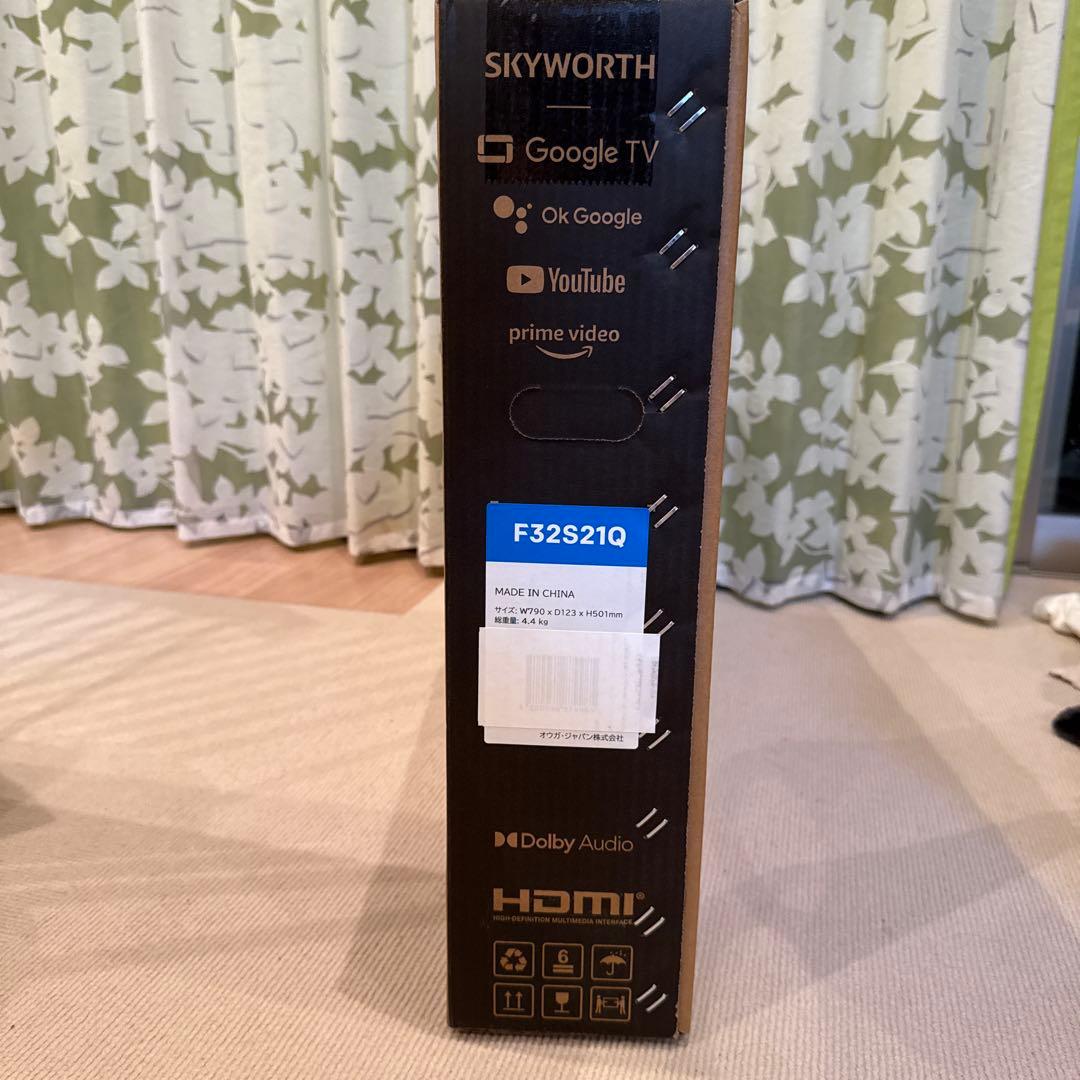 SKYWORTH
Google TV
Ok Google
YouTube
prime video
F32S21Q
MADE IN CHINA
サイズ: W790 x D123 x H501mm
総重量: 4.4 kg
オウガ・ジャパン株式会社
Dolby Audio
HDMI®
HIGH-DEFINITION MULTIMEDIA INTERFACE
6